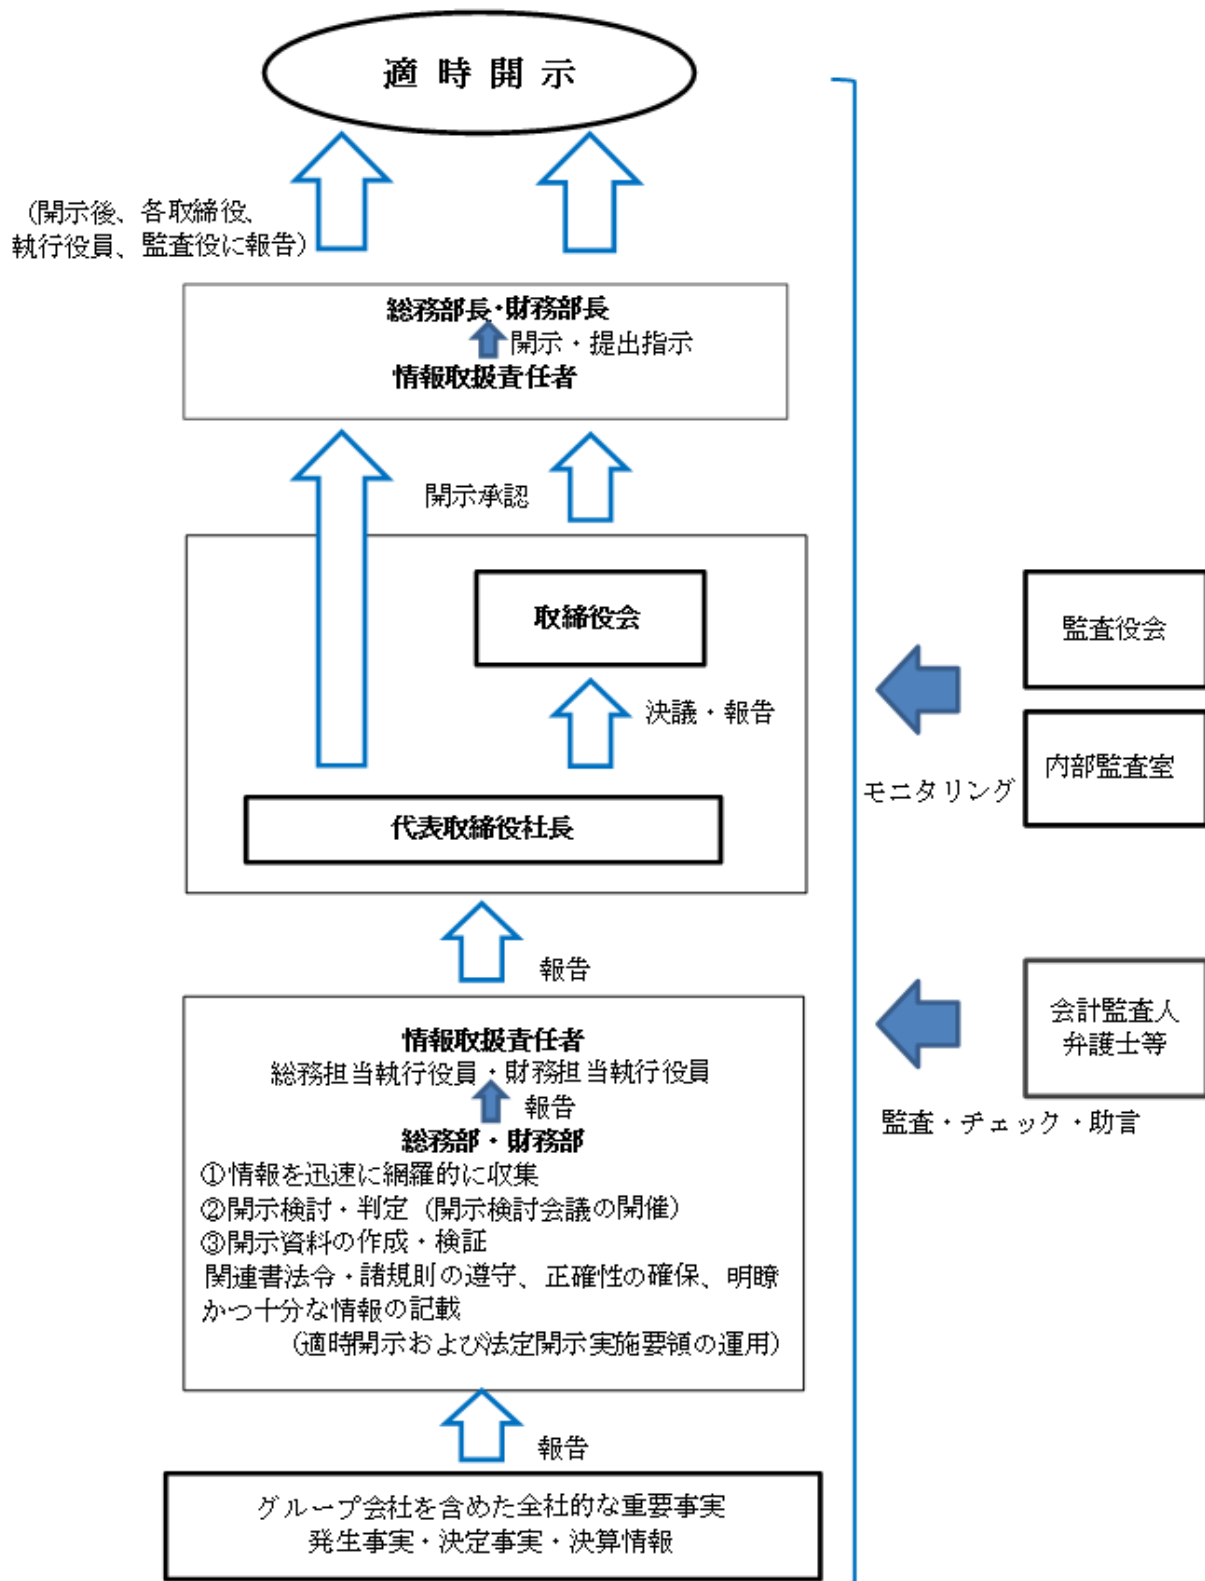 適時開示
(開示後、各取締役、
執行役員、監査役に報告)
総務部長・財務部長
開示・提出指示
情報取扱責任者
開示承認
取締役会
決議・報告
代表取締役社長
報告
情報取扱責任者
総務担当執行役員・財務担当執行役員
報告
総務部・財務部
①情報を迅速に網羅的に収集
②開示検討・判定(開示検討会議の開催)
③開示資料の作成・検証
関連書法令・諸規則の遵守、正確性の確保、明瞭
かつ十分な情報の記載
(適時開示および法定開示実施要領の運用)
報告
グループ会社を含めた全社的な重要事実
発生事実・決定事実・決算情報
監査役会
内部監査室
モニタリング
会計監査人
弁護士等
監査・チェック・助言